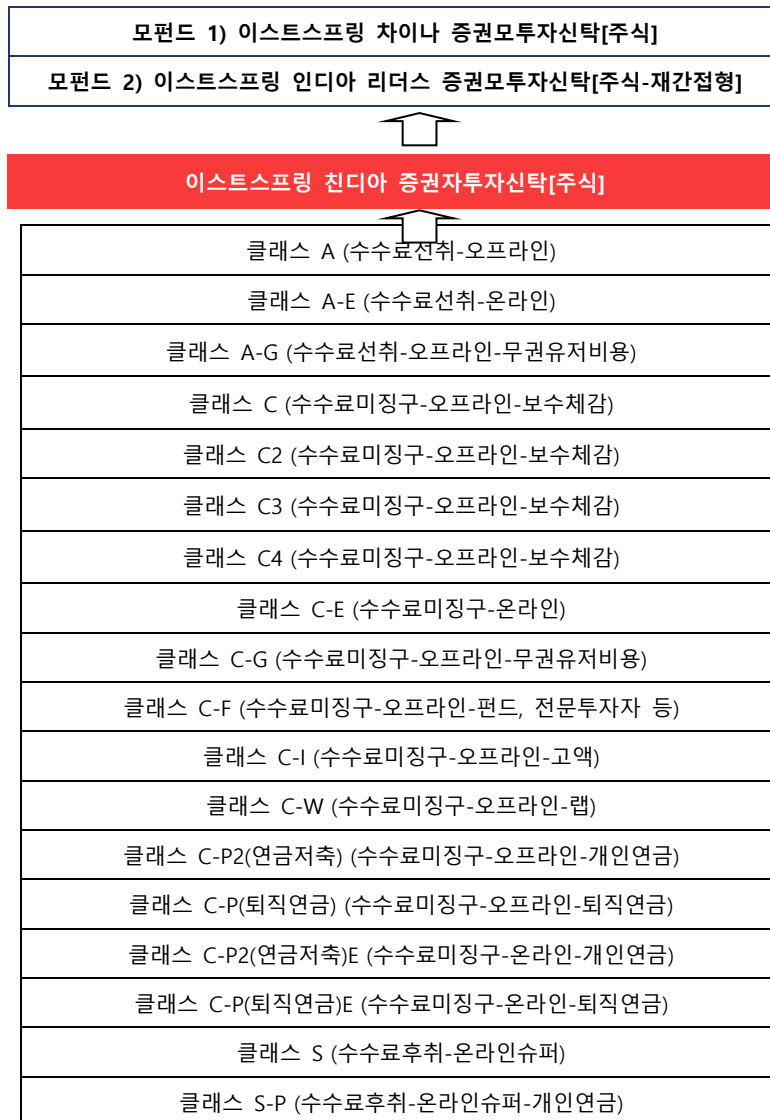 모펀드 1) 이스트스프링 차이나 증권모투자신탁[주식]
모펀드 2) 이스트스프링 인디아 리더스 증권모투자신탁[주식-재간접형]
이스트스프링 친디아 증권자투자신탁[주식]
클래스 A (수수료선취-오프라인)
클래스 A-E (수수료선취-온라인)
클래스 A-G (수수료선취-오프라인-무권유저비용)
클래스 C (수수료미징구-오프라인-보수체감)
클래스 C2 (수수료미징구-오프라인-보수체감)
클래스 C3 (수수료미징구-오프라인-보수체감)
클래스 C4 (수수료미징구-오프라인-보수체감)
클래스 C-E (수수료미징구-온라인)
클래스 C-G (수수료미징구-오프라인-무권유저비용)
클래스 C-F (수수료미징구-오프라인-펀드, 전문투자자 등)
클래스 C-I (수수료미징구-오프라인-고액)
클래스 C-W (수수료미징구-오프라인-랩)
클래스 C-P2(연금저축) (수수료미징구-오프라인-개인연금)
클래스 C-P(퇴직연금) (수수료미징구-오프라인-퇴직연금)
클래스 C-P2(연금저축)E (수수료미징구-온라인-개인연금)
클래스 C-P(퇴직연금)E (수수료미징구-온라인-퇴직연금)
클래스 S (수수료후취-온라인슈퍼)
클래스 S-P (수수료후취-온라인슈퍼-개인연금)